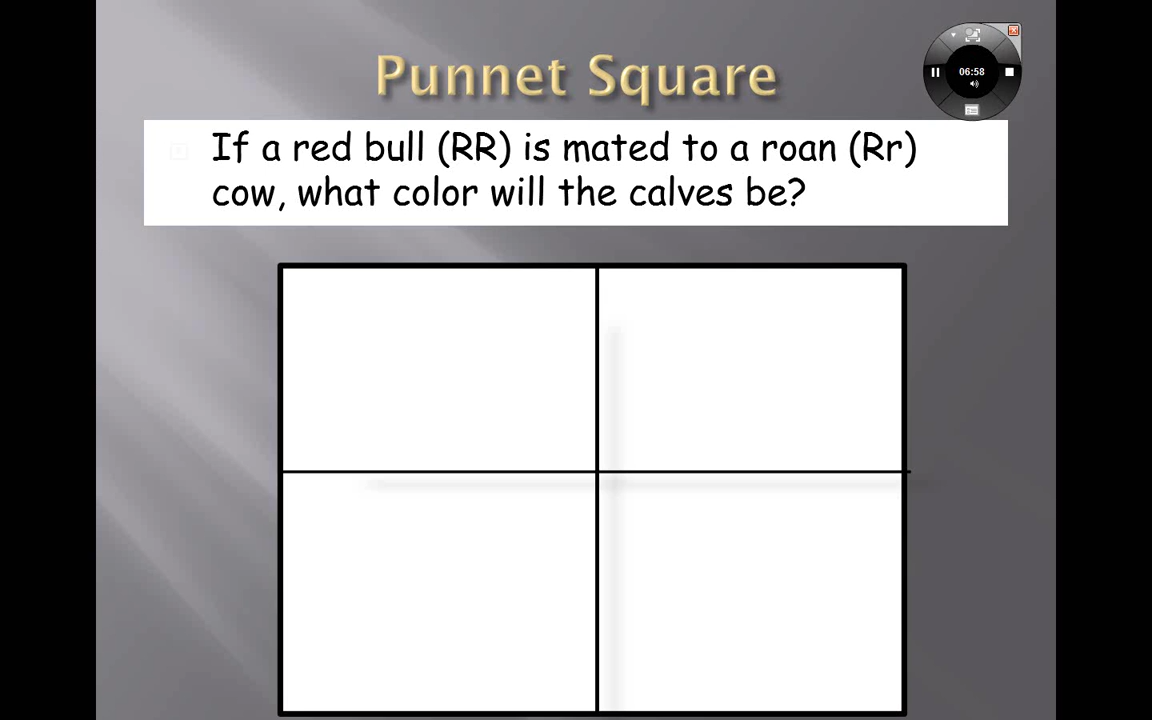 Punnet Square
06:58
If a red bull (RR) is mated to a roan (Rr)
cow, what color will the calves be?